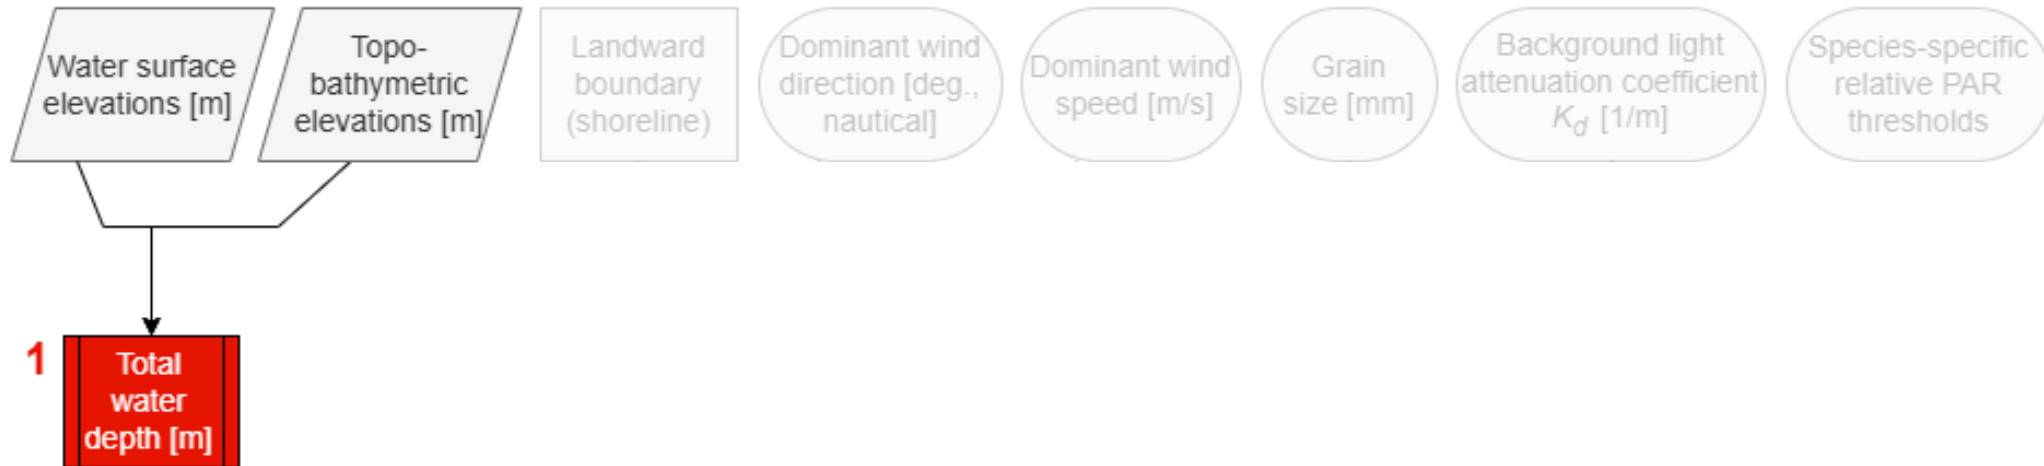 Water surface
elevations [m]
Topo-
bathymetric
elevations [m]
Landward
boundary
(shoreline)
Dominant wind
direction [deg.,
nautical]
Dominant wind
speed [m/s]
Grain
size [mm]
Background light
attenuation coefficient
K_d [1/m]
Species-specific
relative PAR
thresholds
1
Total
water
depth [m]